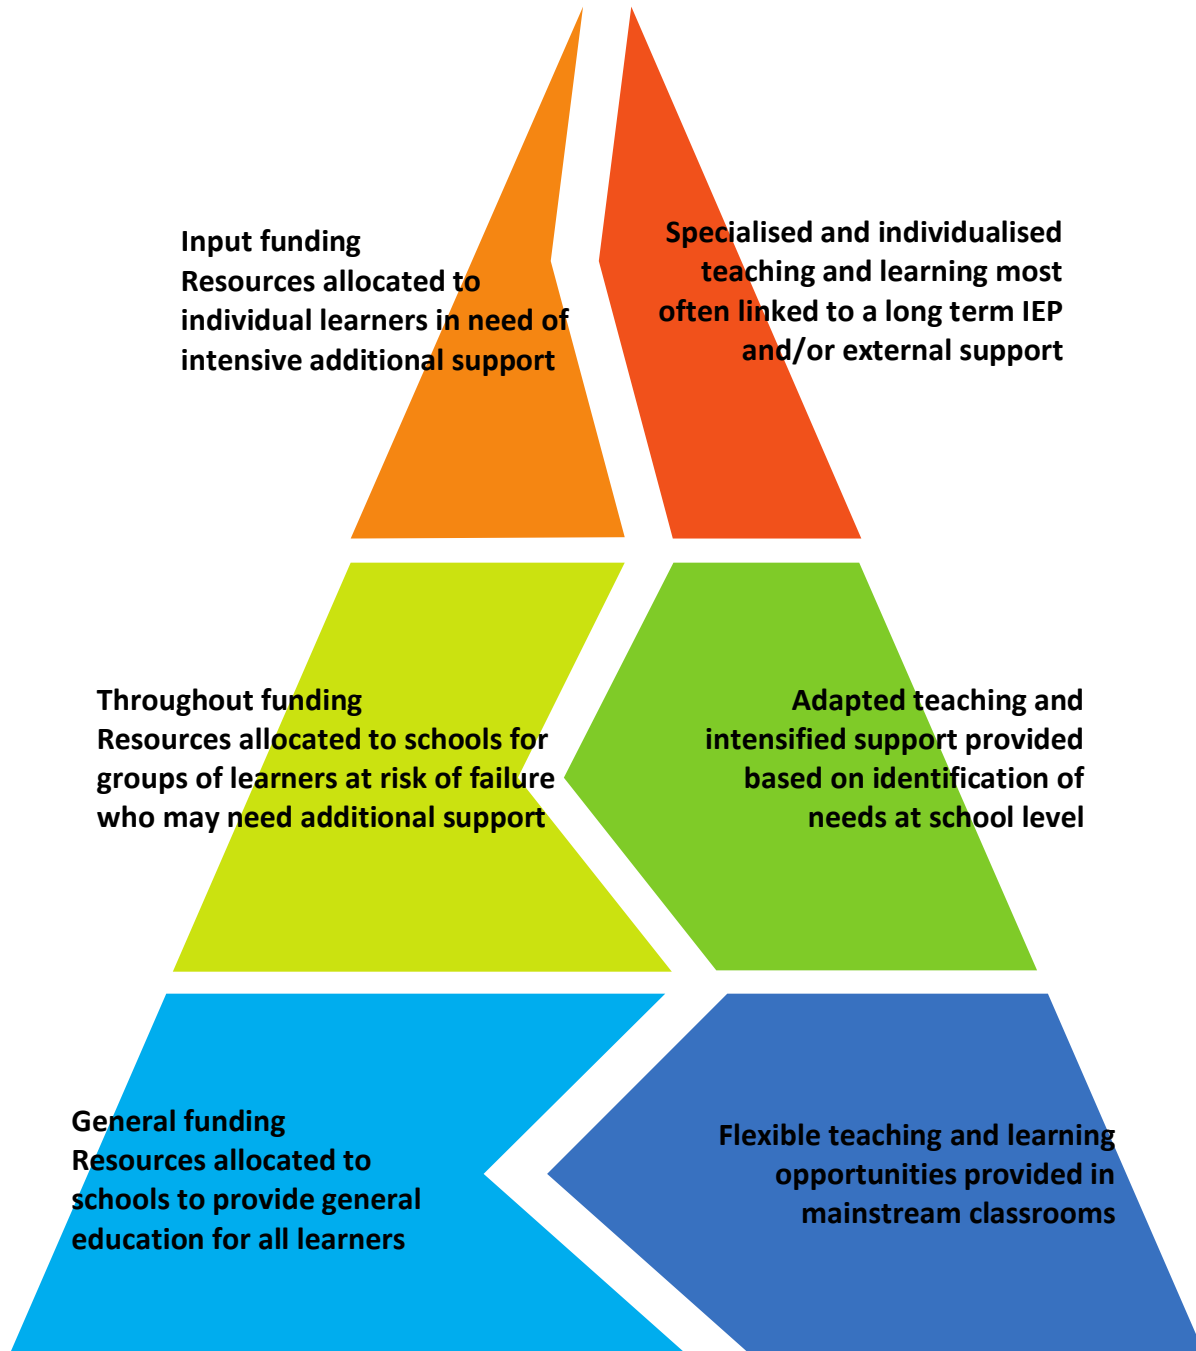 Input funding
Resources allocated to
individual learners in need of
intensive additional support
Specialised and individualised
teaching and learning most
often linked to a long term IEP
and/or external support
Throughout funding
Resources allocated to schools for
groups of learners at risk of failure
who may need additional support
Adapted teaching and
intensified support provided
based on identification of
needs at school level
General funding
Resources allocated to
schools to provide general
education for all learners
Flexible teaching and learning
opportunities provided in
mainstream classrooms